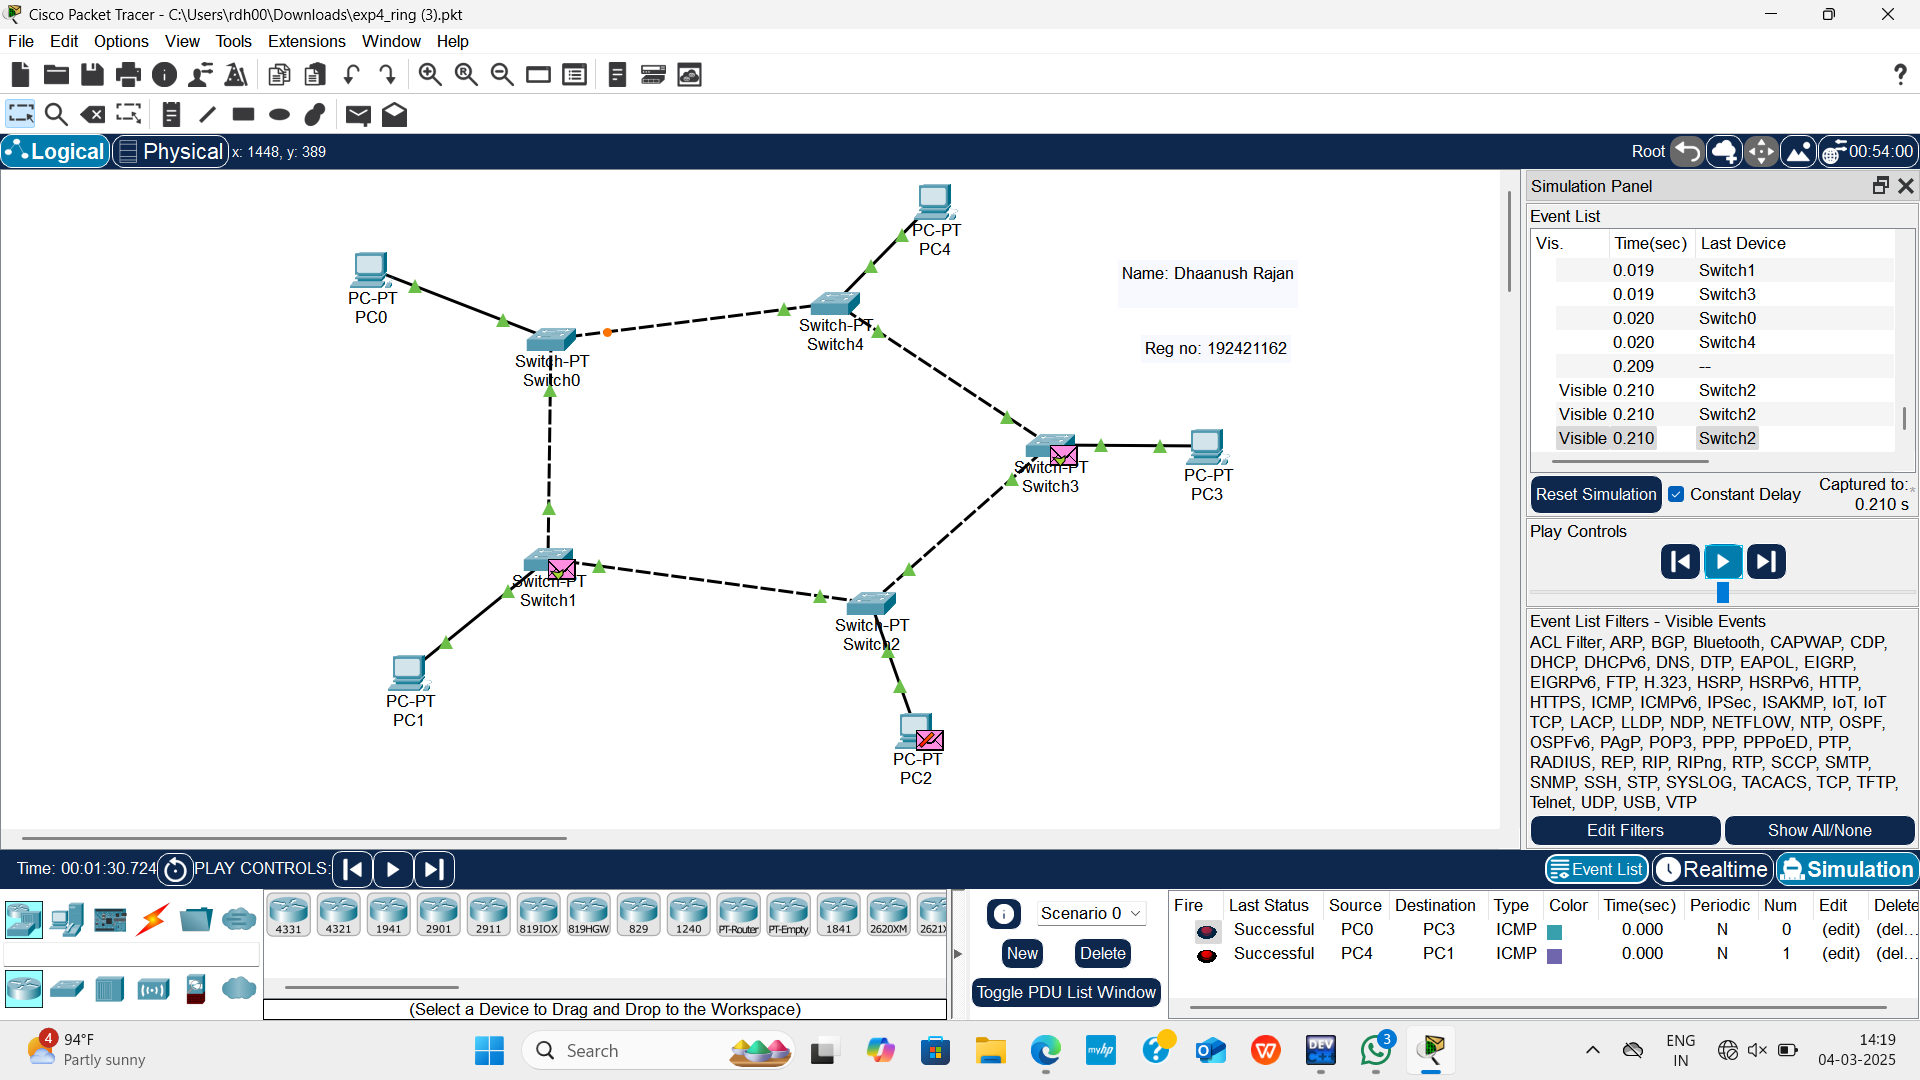 Cisco Packet Tracer - C:\Users\rdh00\Downloads\exp4_ring (3).pkt
File Edit Options View Tools Extensions Window Help
Logical Physical x: 1448, y: 389 Root 00:54:00
PC-PT
PC4
PC-PT
PC0
Name: Dhaanush Rajan
Switch-PT
Switch4
Reg no: 192421162
Switch-PT
Switch0
Switch-PT
Switch3
PC-PT
PC3
Switch-PT
Switch1
Switch-PT
Switch2
PC-PT
PC1
PC-PT
PC2
Simulation Panel
Event List
Vis. Time(sec) Last Device
0.019 Switch1
0.019 Switch3
0.020 Switch0
0.020 Switch4
0.209 --
Visible 0.210 Switch2
Visible 0.210 Switch2
Visible 0.210 Switch2
Reset Simulation Constant Delay Captured to:
0.210 s
Play Controls
Event List Filters - Visible Events
ACL Filter, ARP, BGP, Bluetooth, CAPWAP, CDP,
DHCP, DHCPv6, DNS, DTP, EAPOL, EIGRP,
EIGRPv6, FTP, H.323, HSRP, HSRPv6, HTTP,
HTTPS, ICMP, ICMPv6, IPSec, ISAKMP, IoT, IoT
TCP, LACP, LLDP, NDP, NETFLOW, NTP, OSPF,
OSPFv6, PAgP, POP3, PPP, PPPoED, PTP,
RADIUS, REP, RIP, RIPng, RTP, SCCP, SMTP,
SNMP, SSH, STP, SYSLOG, TACACS, TCP, TFTP,
Telnet, UDP, USB, VTP
Edit Filters Show All/None
Time: 00:01:30.724 PLAY CONTROLS: Event List Realtime Simulation
4331 4321 1941 2901 2911 819IOX 819HGW 829 1240 PT-Router PT-Empty 1841 2620XM 2621X
(Select a Device to Drag and Drop to the Workspace)
Scenario 0
New Delete
Toggle PDU List Window
Fire Last Status Source Destination Type Color Time(sec) Periodic Num Edit Delete
Successful PC0 PC3 ICMP 0.000 N 0 (edit) (del...
Successful PC4 PC1 ICMP 0.000 N 1 (edit) (del...
4 94°F
Partly sunny
Search
myhp
DEV
3
ENG
IN
14:19
04-03-2025